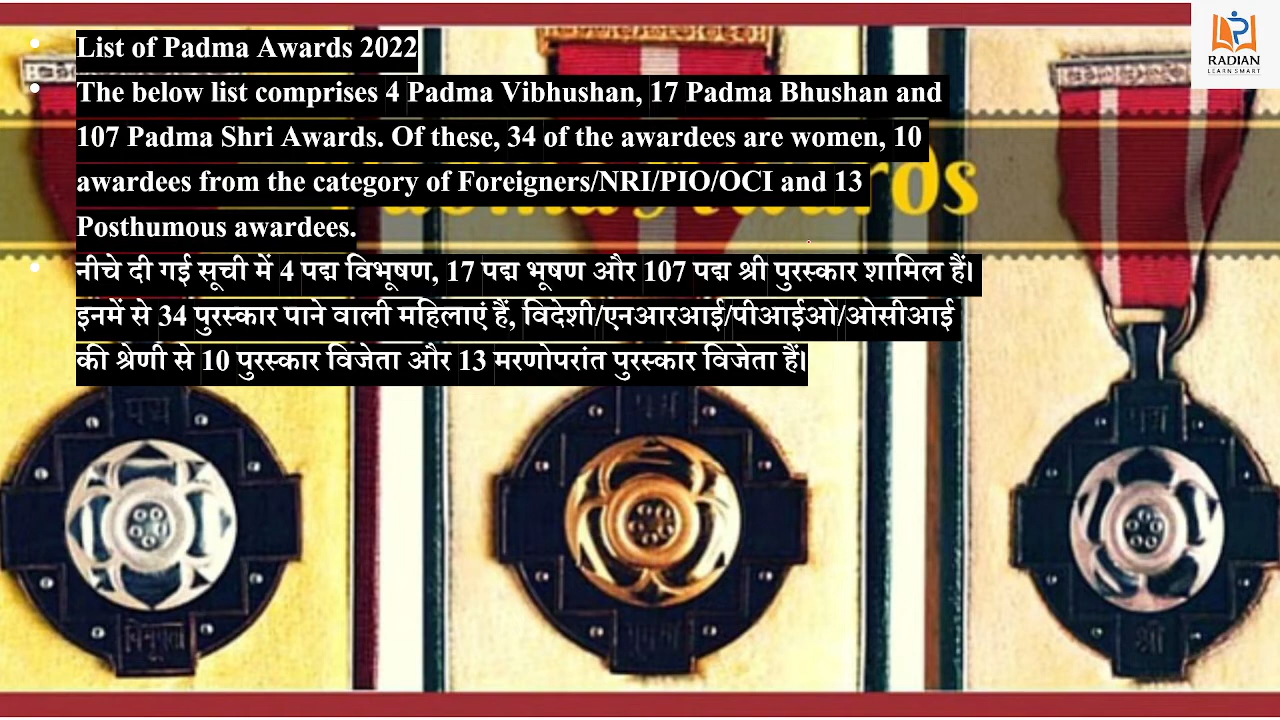 List of Padma Awards 2022
The below list comprises 4 Padma Vibhushan, 17 Padma Bhushan and
107 Padma Shri Awards. Of these, 34 of the awardees are women, 10
awardees from the category of Foreigners/NRI/PIO/OCI and 13
Posthumous awardees.
नीचे दी गई सूची में 4 पद्म विभूषण, 17 पद्म भूषण और 107 पद्म श्री पुरस्कार शामिल हैं।
इनमें से 34 पुरस्कार पाने वाली महिलाएं हैं, विदेशी/एनआरआई/पीआईओ/ओसीआई
की श्रेणी से 10 पुरस्कार विजेता और 13 मरणोपरांत पुरस्कार विजेता हैं।
RADIAN
LEARN SMART
पद्म
श्री